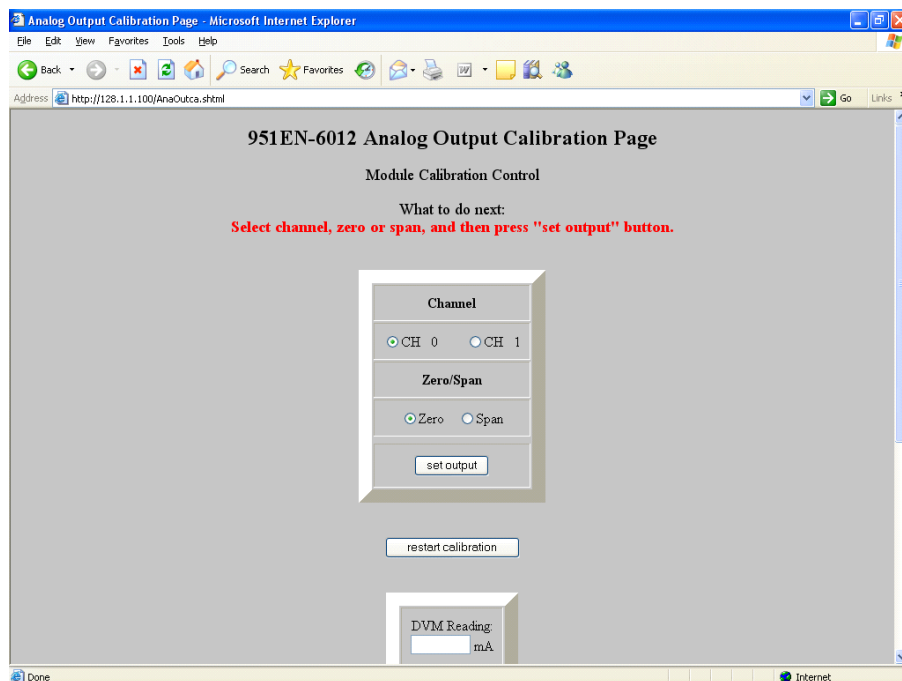 Analog Output Calibration Page - Microsoft Internet Explorer
File Edit View Favorites Tools Help
Back Search Favorites
Address http://128.1.1.100/AnaOutca.shtml Go Links
951EN-6012 Analog Output Calibration Page
Module Calibration Control
What to do next:
Select channel, zero or span, and then press "set output" button.
Channel
CH 0 CH 1
Zero/Span
Zero Span
set output
restart calibration
DVM Reading:
mA
Done Internet